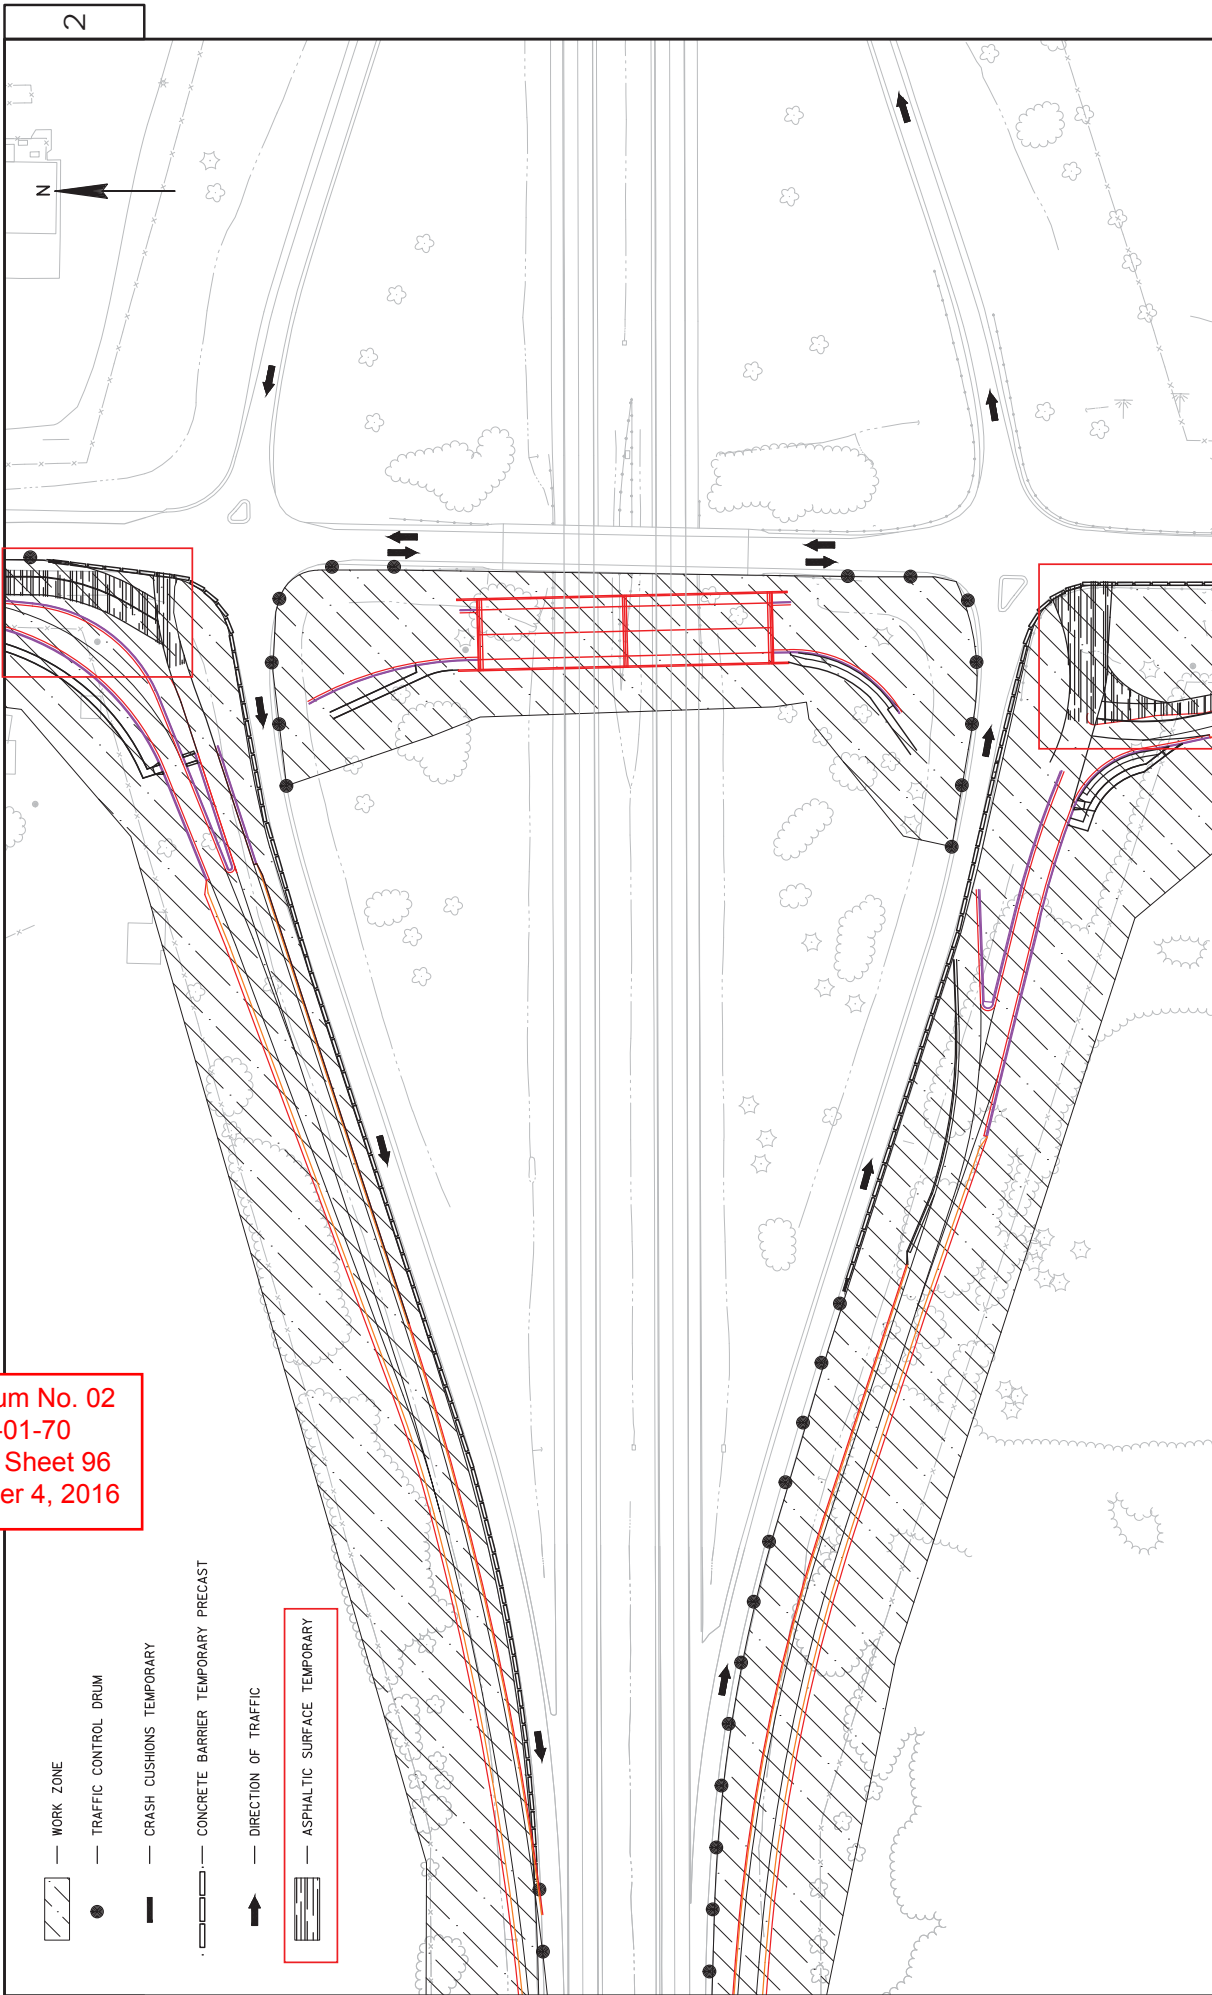 2
N
um No. 02
-01-70
Sheet 96
er 4, 2016
WORK ZONE
TRAFFIC CONTROL DRUM
CRASH CUSHIONS TEMPORARY
CONCRETE BARRIER TEMPORARY PRECAST
DIRECTION OF TRAFFIC
ASPHALTIC SURFACE TEMPORARY